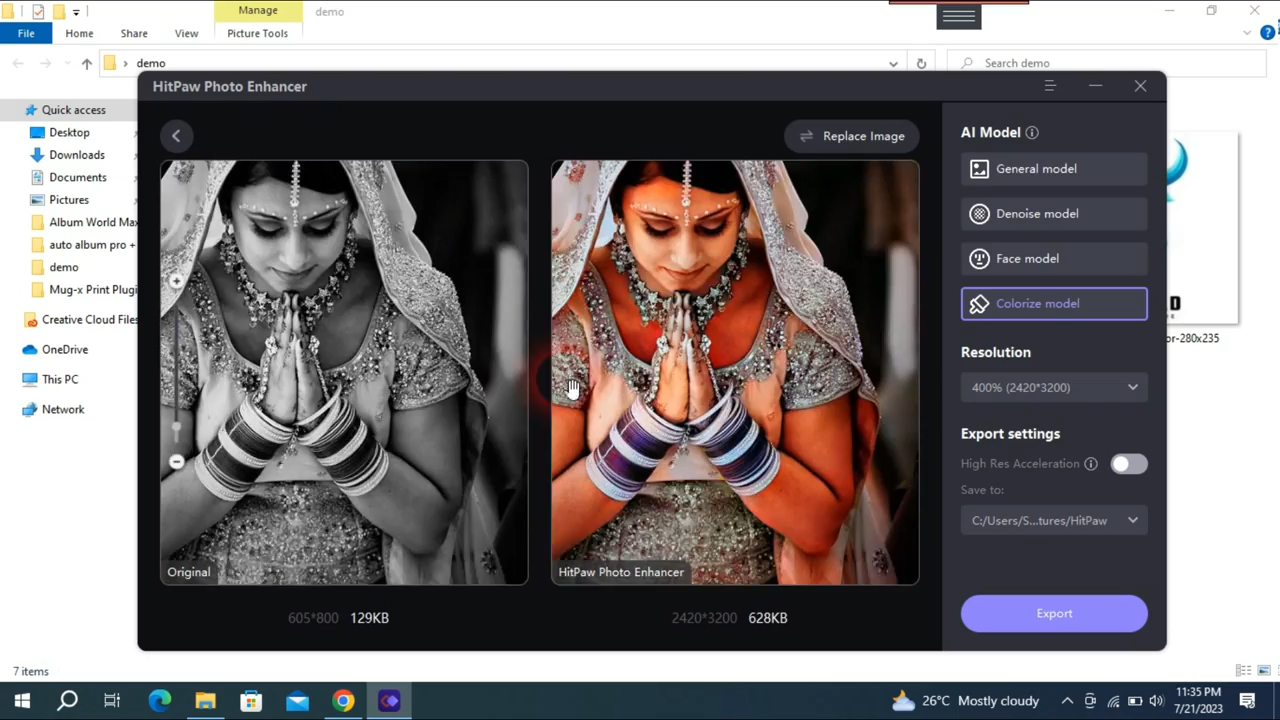 Manage
demo
File
Home
Share
View
Picture Tools
demo
Search demo
Quick access
Desktop
Downloads
Documents
Pictures
Album World Max
auto album pro +
demo
Mug-x Print Plugi
Creative Cloud Files
OneDrive
This PC
Network
HitPaw Photo Enhancer
Replace Image
Original
HitPaw Photo Enhancer
605*800 129KB
2420*3200 628KB
AI Model
General model
Denoise model
Face model
Colorize model
Resolution
400% (2420*3200)
Export settings
High Res Acceleration
Save to:
C:/Users/S...tures/HitPaw
Export
D
or-280x235
7 items
26°C Mostly cloudy
11:35 PM
7/21/2023